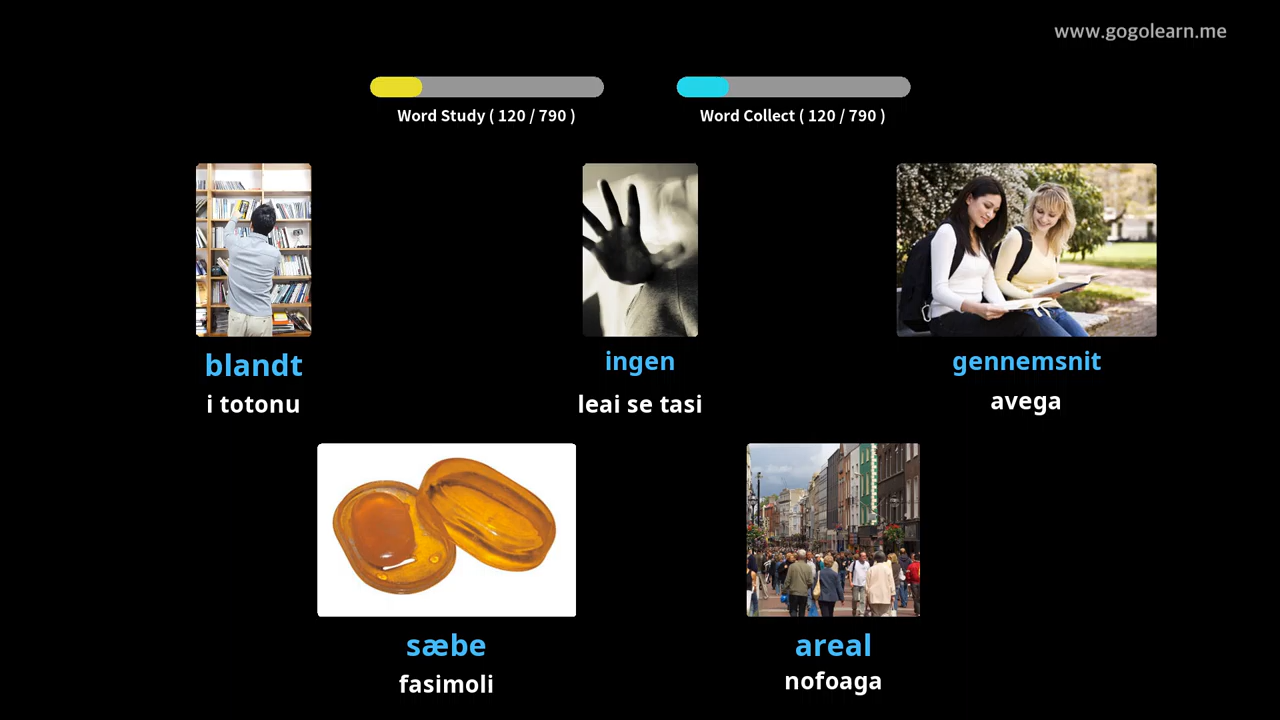 www.gogolearn.me
Word Study ( 120 / 790 )
Word Collect ( 120 / 790 )
blandt
i totonu
ingen
leai se tasi
gennemsnit
avega
sæbe
fasimoli
areal
nofoaga